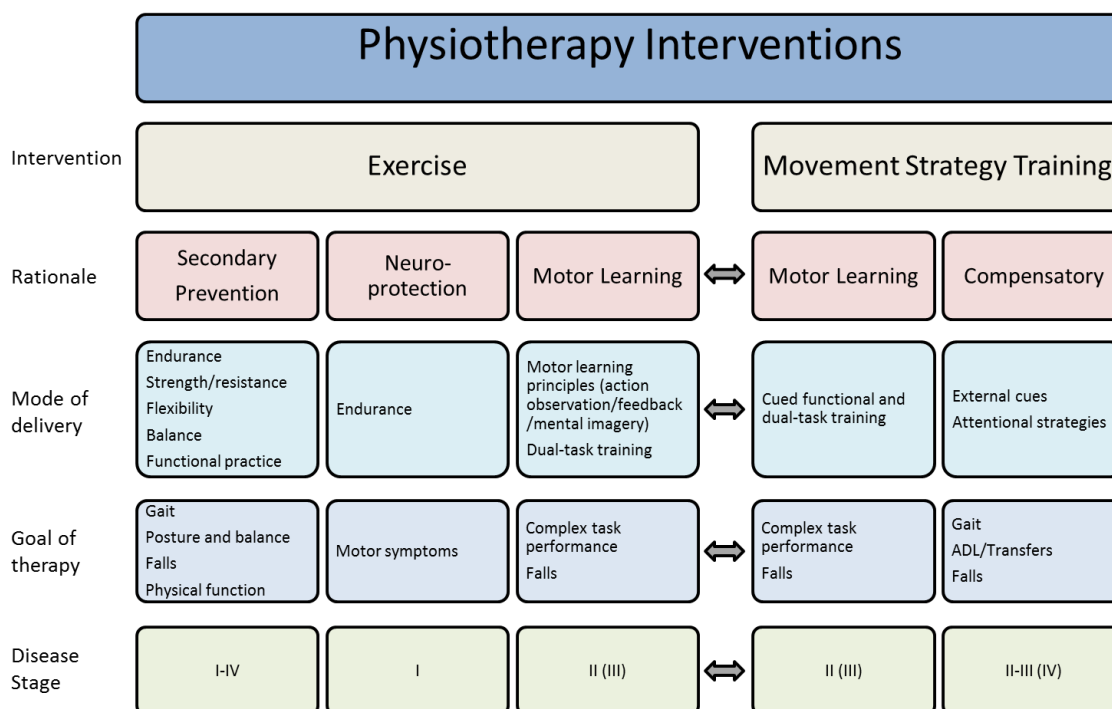 Physiotherapy Interventions
Intervention
Exercise
Movement Strategy Training
Rationale
Secondary
Prevention
Neuro-
protection
Motor Learning
Motor Learning
Compensatory
Mode of
delivery
Endurance
Strength/resistance
Flexibility
Balance
Functional practice
Endurance
Motor learning
principles (action
observation/feedback
/mental imagery)
Dual-task training
Cued functional and
dual-task training
External cues
Attentional strategies
Goal of
therapy
Gait
Posture and balance
Falls
Physical function
Motor symptoms
Complex task
performance
Falls
Complex task
performance
Falls
Gait
ADL/Transfers
Falls
Disease
Stage
I-IV
I
II (III)
II (III)
II-III (IV)